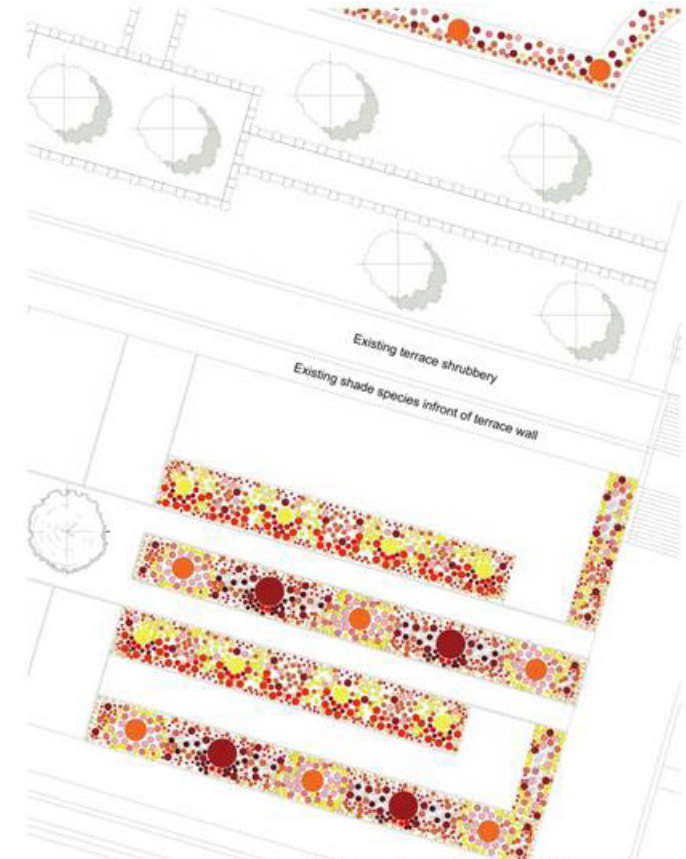 Existing terrace shrubbery
Existing shade species infront of terrace wall